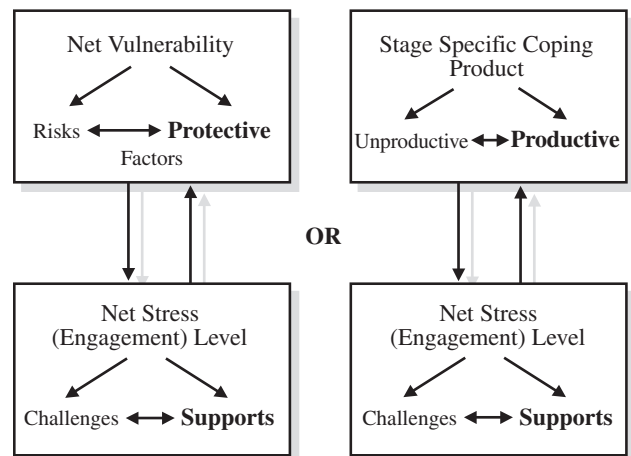 Net Vulnerability
Risks Protective
Factors
Stage Specific Coping
Product
Unproductive Productive
OR
Net Stress
(Engagement) Level
Challenges Supports
Net Stress
(Engagement) Level
Challenges Supports